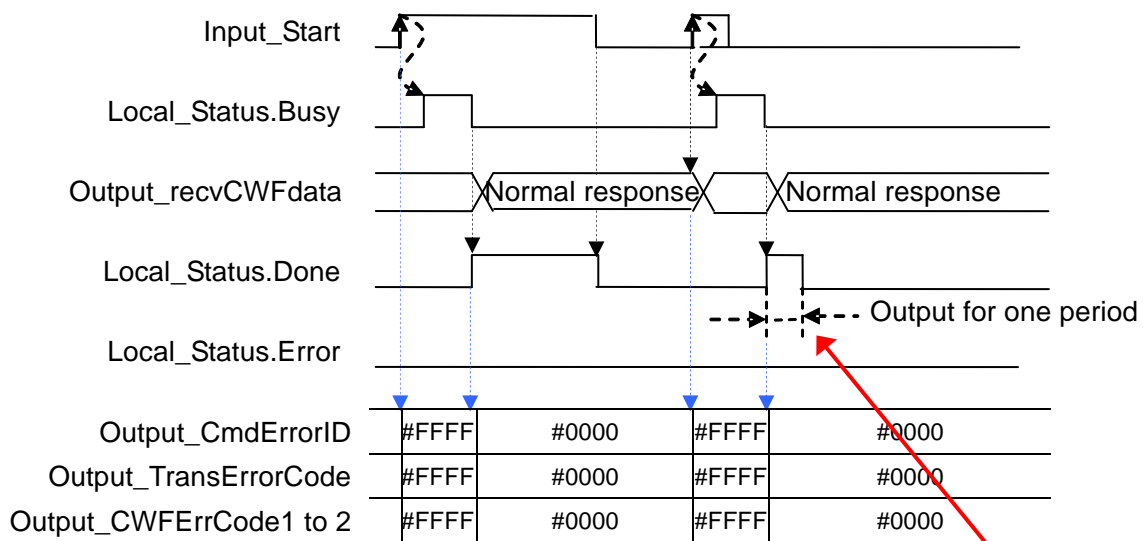 Input_Start
Local_Status.Busy
Output_recvCWFdata Normal response Normal response
Local_Status.Done
Output for one period
Local_Status.Error
Output_CmdErrorID #FFFF #0000 #FFFF #0000
Output_TransErrorCode #FFFF #0000 #FFFF #0000
Output_CWFErrCode1 to 2 #FFFF #0000 #FFFF #0000